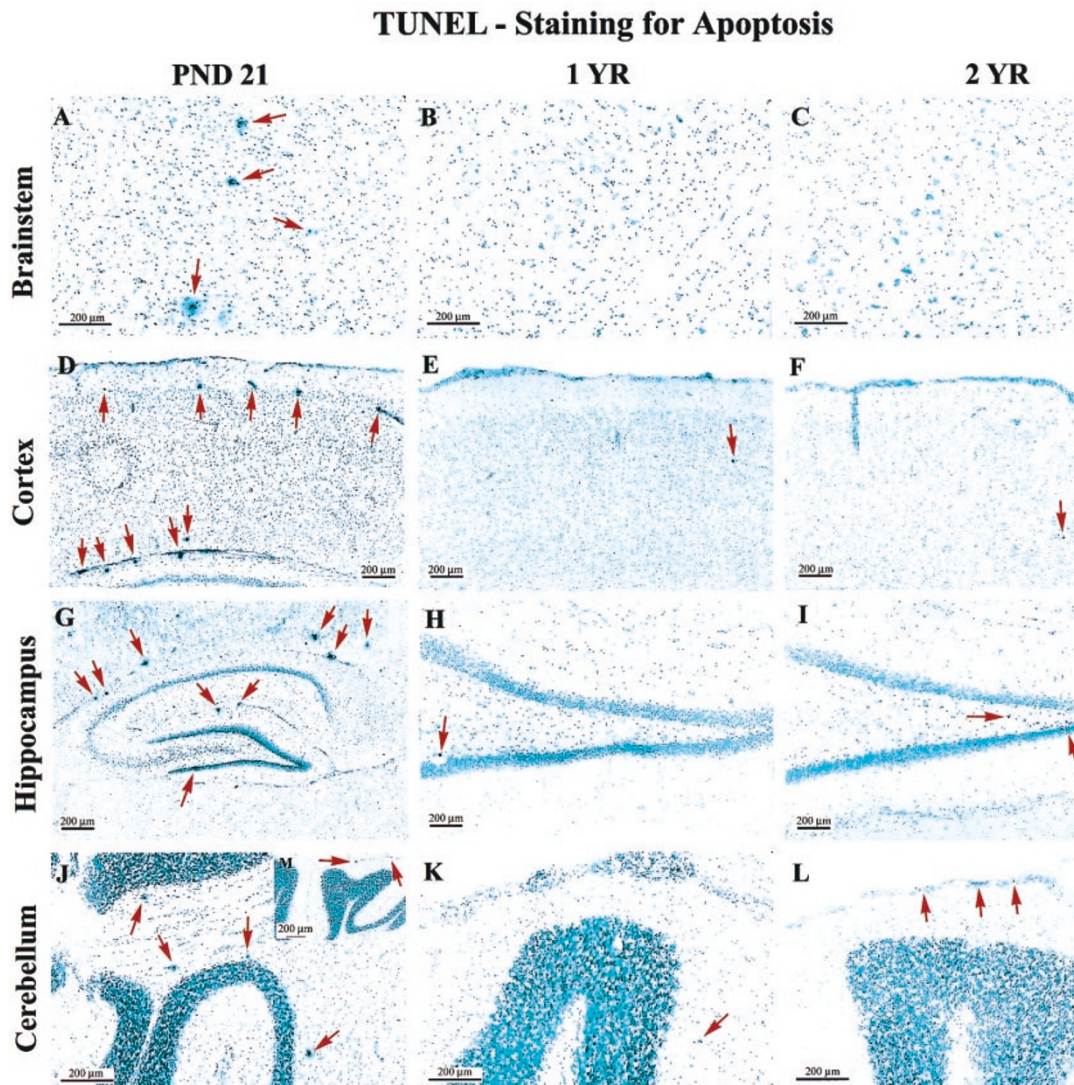 TUNEL - Staining for Apoptosis
PND 21
1 YR
2 YR
Brainstem
A
200 µm
B
200 µm
C
200 µm
Cortex
D
200 µm
E
200 µm
F
200 µm
Hippocampus
G
200 µm
H
200 µm
I
200 µm
Cerebellum
J
200 µm
M
200 µm
K
200 µm
L
200 µm